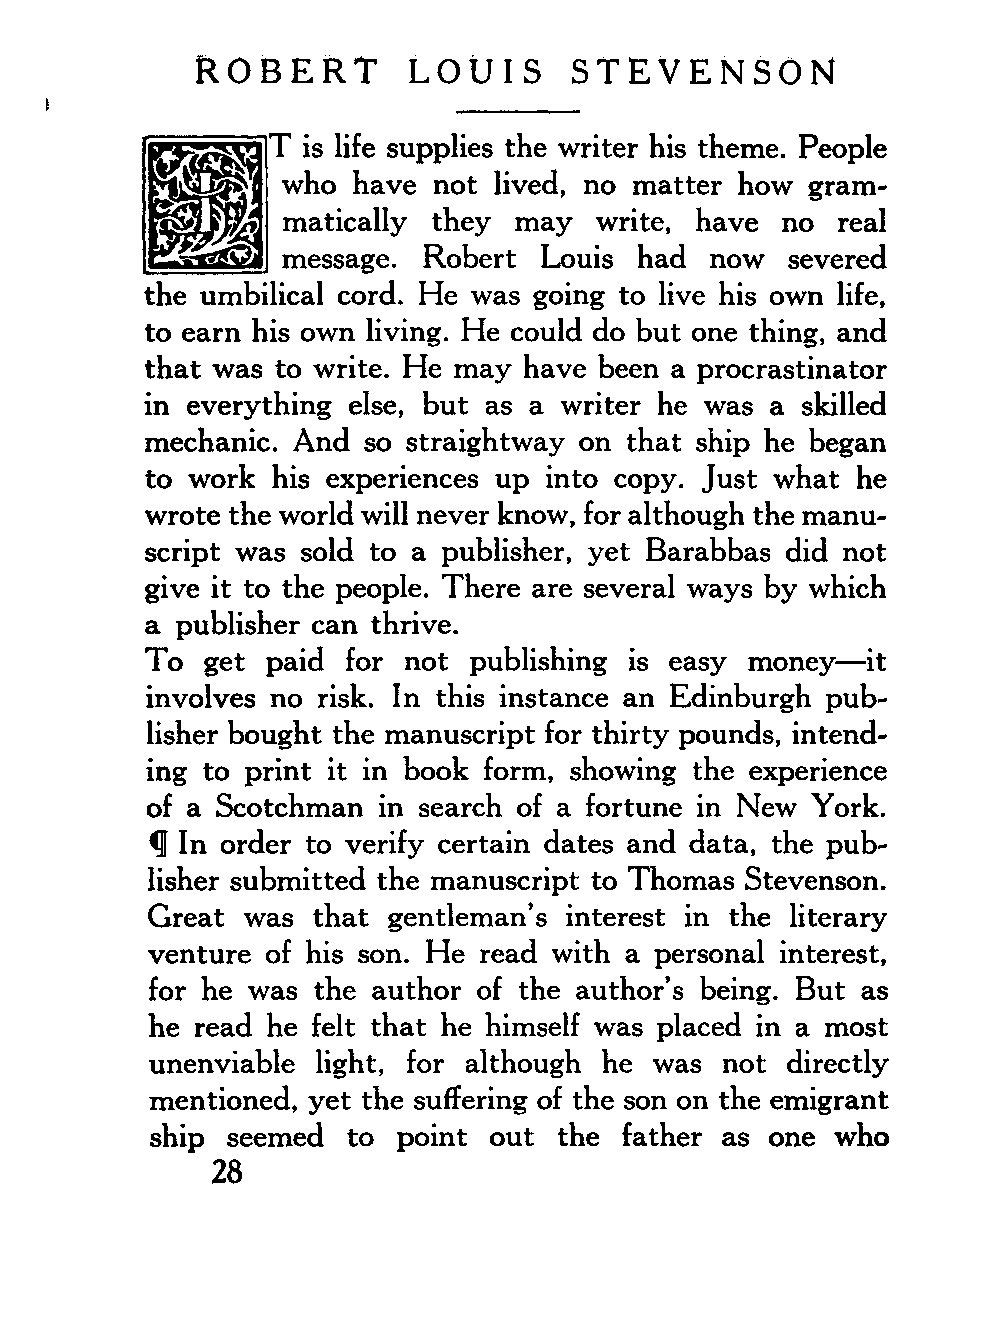 ROBERT LOUIS STEVENSON
IT is life supplies the writer his theme. People
who have not lived, no matter how gram-
matically they may write, have no real
message. Robert Louis had now severed
the umbilical cord. He was going to live his own life,
to earn his own living. He could do but one thing, and
that was to write. He may have been a procrastinator
in everything else, but as a writer he was a skilled
mechanic. And so straightway on that ship he began
to work his experiences up into copy. Just what he
wrote the world will never know, for although the manu-
script was sold to a publisher, yet Barabbas did not
give it to the people. There are several ways by which
a publisher can thrive.
To get paid for not publishing is easy money—it
involves no risk. In this instance an Edinburgh pub-
lisher bought the manuscript for thirty pounds, intend-
ing to print it in book form, showing the experience
of a Scotchman in search of a fortune in New York.
¶ In order to verify certain dates and data, the pub-
lisher submitted the manuscript to Thomas Stevenson.
Great was that gentleman's interest in the literary
venture of his son. He read with a personal interest,
for he was the author of the author's being. But as
he read he felt that he himself was placed in a most
unenviable light, for although he was not directly
mentioned, yet the suffering of the son on the emigrant
ship seemed to point out the father as one who
28